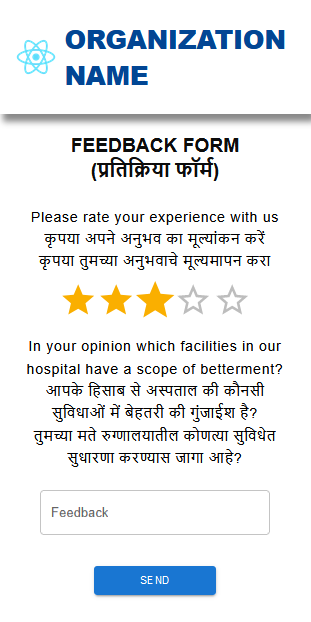 ORGANIZATION
NAME
FEEDBACK FORM
(प्रतिक्रिया फॉर्म)
Please rate your experience with us
कृपया अपने अनुभव का मूल्यांकन करें
कृपया तुमच्या अनुभवाचे मूल्यमापन करा
In your opinion which facilities in our
hospital have a scope of betterment?
आपके हिसाब से अस्पताल की कौनसी
सुविधाओं में बेहतरी की गुंजाईश है?
तुमच्या मते रुग्णालयातील कोणत्या सुविधेत
सुधारणा करण्यास जागा आहे?
Feedback
SEND